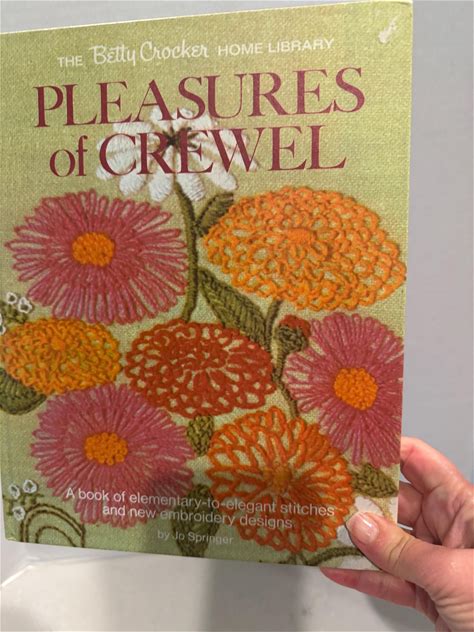 THE Betty Crocker HOME LIBRARY
PLEASURES
of CREWEL
A book of elementary-to-elegant stitches
and new embroidery designs
by Jo Springer